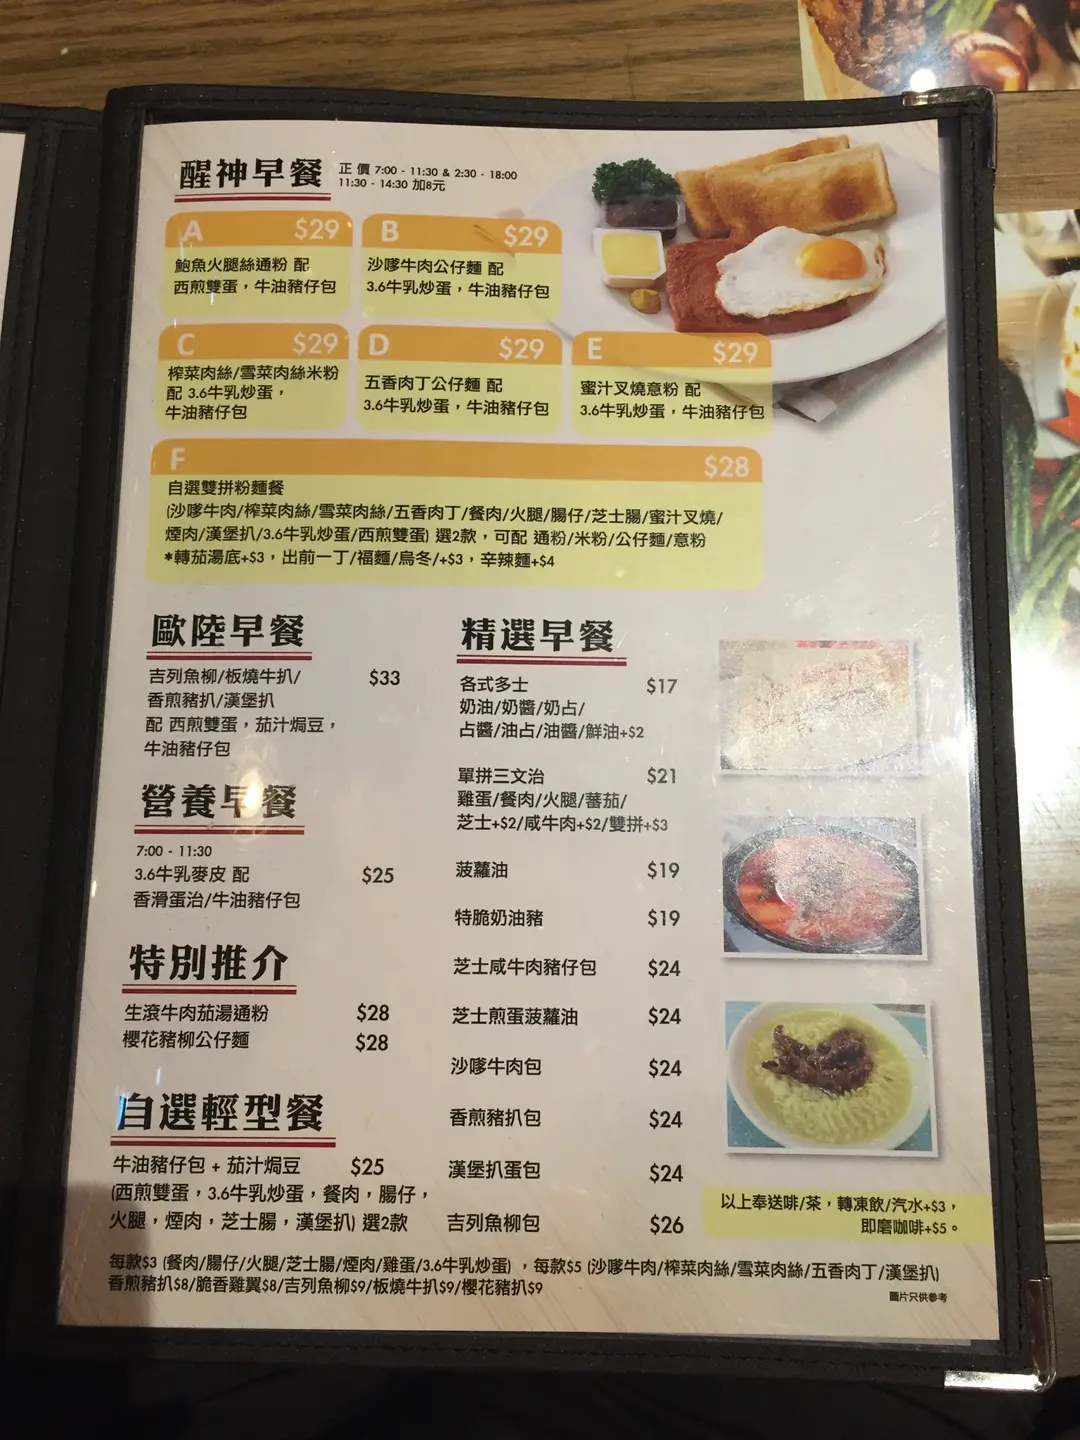 醒神早餐
正價 7:00 - 11:30 & 2:30 - 18:00
11:30 - 14:30 加8元
A $29
鮑魚火腿絲通粉 配
西煎雙蛋，牛油豬仔包
B $29
沙嗲牛肉公仔麵 配
3.6牛乳炒蛋，牛油豬仔包
C $29
榨菜肉絲/雪菜肉絲米粉
配 3.6牛乳炒蛋，
牛油豬仔包
D $29
五香肉丁公仔麵 配
3.6牛乳炒蛋，牛油豬仔包
E $29
蜜汁叉燒意粉 配
3.6牛乳炒蛋，牛油豬仔包
F $28
自選雙拼粉麵餐
(沙嗲牛肉/榨菜肉絲/雪菜肉絲/五香肉丁/餐肉/火腿/腸仔/芝士腸/蜜汁叉燒/
煙肉/漢堡扒/3.6牛乳炒蛋/西煎雙蛋) 選2款，可配 通粉/米粉/公仔麵/意粉
*轉茄湯底+$3，出前一丁/福麵/烏冬/+$3，辛辣麵+$4
歐陸早餐
吉列魚柳/板燒牛扒/ $33
香煎豬扒/漢堡扒
配 西煎雙蛋，茄汁焗豆，
牛油豬仔包
營養早餐
7:00 - 11:30
3.6牛乳麥皮 配 $25
香滑蛋治/牛油豬仔包
特別推介
生滾牛肉茄湯通粉 $28
櫻花豬柳公仔麵 $28
自選輕型餐
牛油豬仔包 + 茄汁焗豆 $25
(西煎雙蛋，3.6牛乳炒蛋，餐肉，腸仔，
火腿，煙肉，芝士腸，漢堡扒) 選2款
精選早餐
各式多士 $17
奶油/奶醬/奶占/
占醬/油占/油醬/鮮油+$2
單拼三文治 $21
雞蛋/餐肉/火腿/蕃茄/
芝士+$2/咸牛肉+$2/雙拼+$3
菠蘿油 $19
特脆奶油豬 $19
芝士咸牛肉豬仔包 $24
芝士煎蛋菠蘿油 $24
沙嗲牛肉包 $24
香煎豬扒包 $24
漢堡扒蛋包 $24
吉列魚柳包 $26
以上奉送啡/茶，轉凍飲/汽水+$3，
即磨咖啡+$5。
每款$3 (餐肉/腸仔/火腿/芝士腸/煙肉/雞蛋/3.6牛乳炒蛋) ，每款$5 (沙嗲牛肉/榨菜肉絲/雪菜肉絲/五香肉丁/漢堡扒)
香煎豬扒$8/脆香雞翼$8/吉列魚柳$9/板燒牛扒$9/櫻花豬扒$9
圖片只供參考